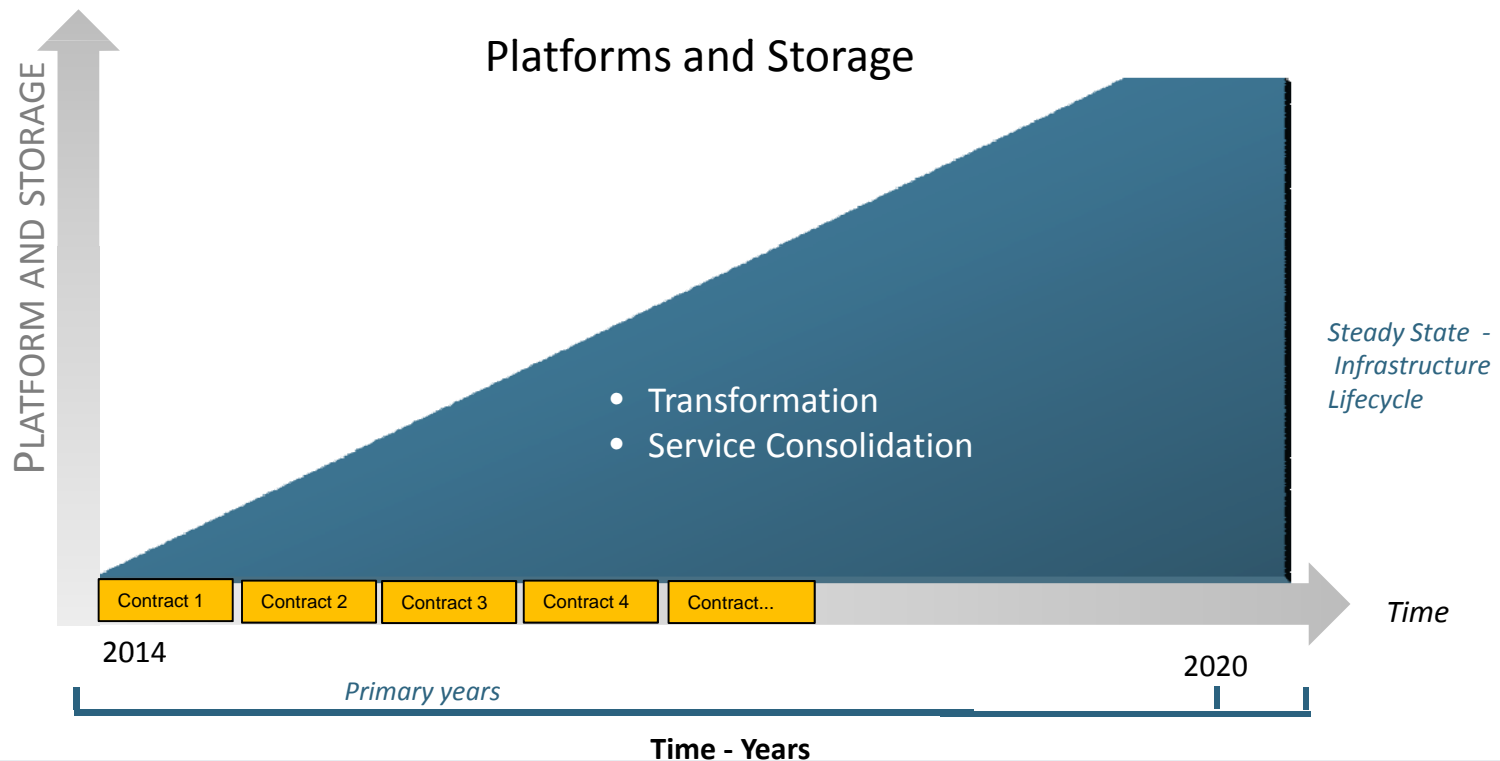 Platforms and Storage
PLATFORM AND STORAGE
• Transformation
• Service Consolidation
Steady State -
Infrastructure
Lifecycle
Contract 1
Contract 2
Contract 3
Contract 4
Contract...
Time
2014
2020
Primary years
Time - Years